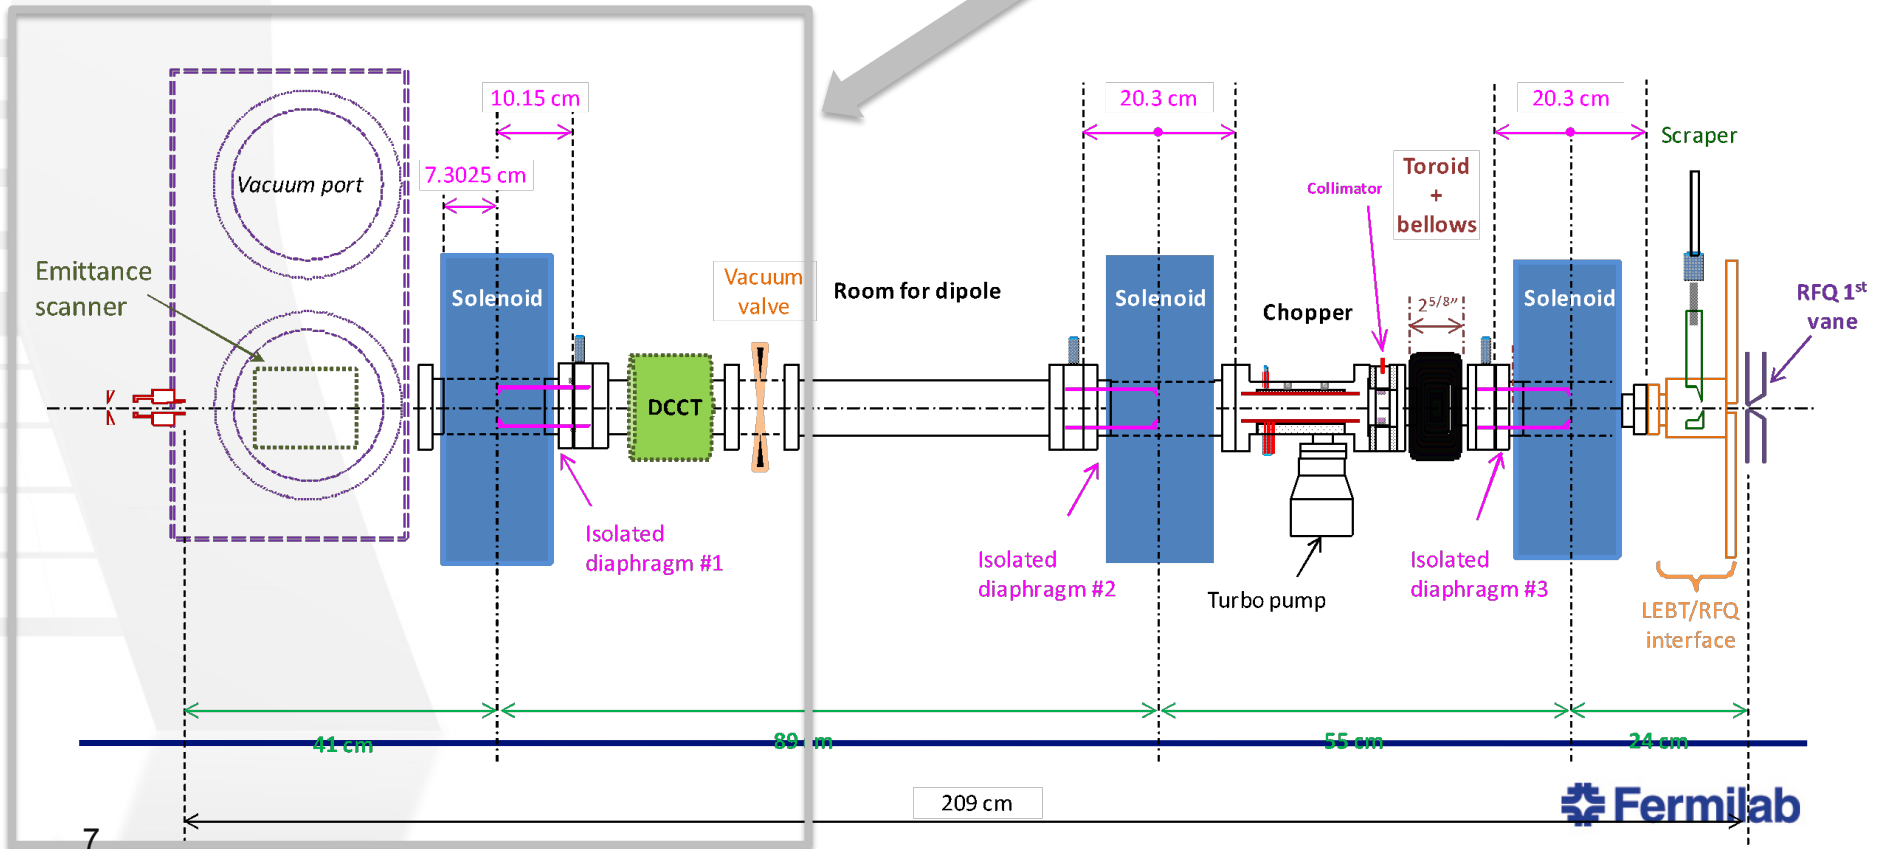 10.15 cm
20.3 cm
20.3 cm
Scraper
7.3025 cm
Vacuum port
Collimator
Toroid
+
bellows
Emittance
scanner
Solenoid
Vacuum
valve
Room for dipole
Solenoid
Chopper
2 5/8"
Solenoid
RFQ 1st
vane
DCCT
Isolated
diaphragm #1
Isolated
diaphragm #2
Turbo pump
Isolated
diaphragm #3
LEBT/RFQ
interface
41 cm
89 cm
55 cm
24 cm
209 cm
Fermilab
7